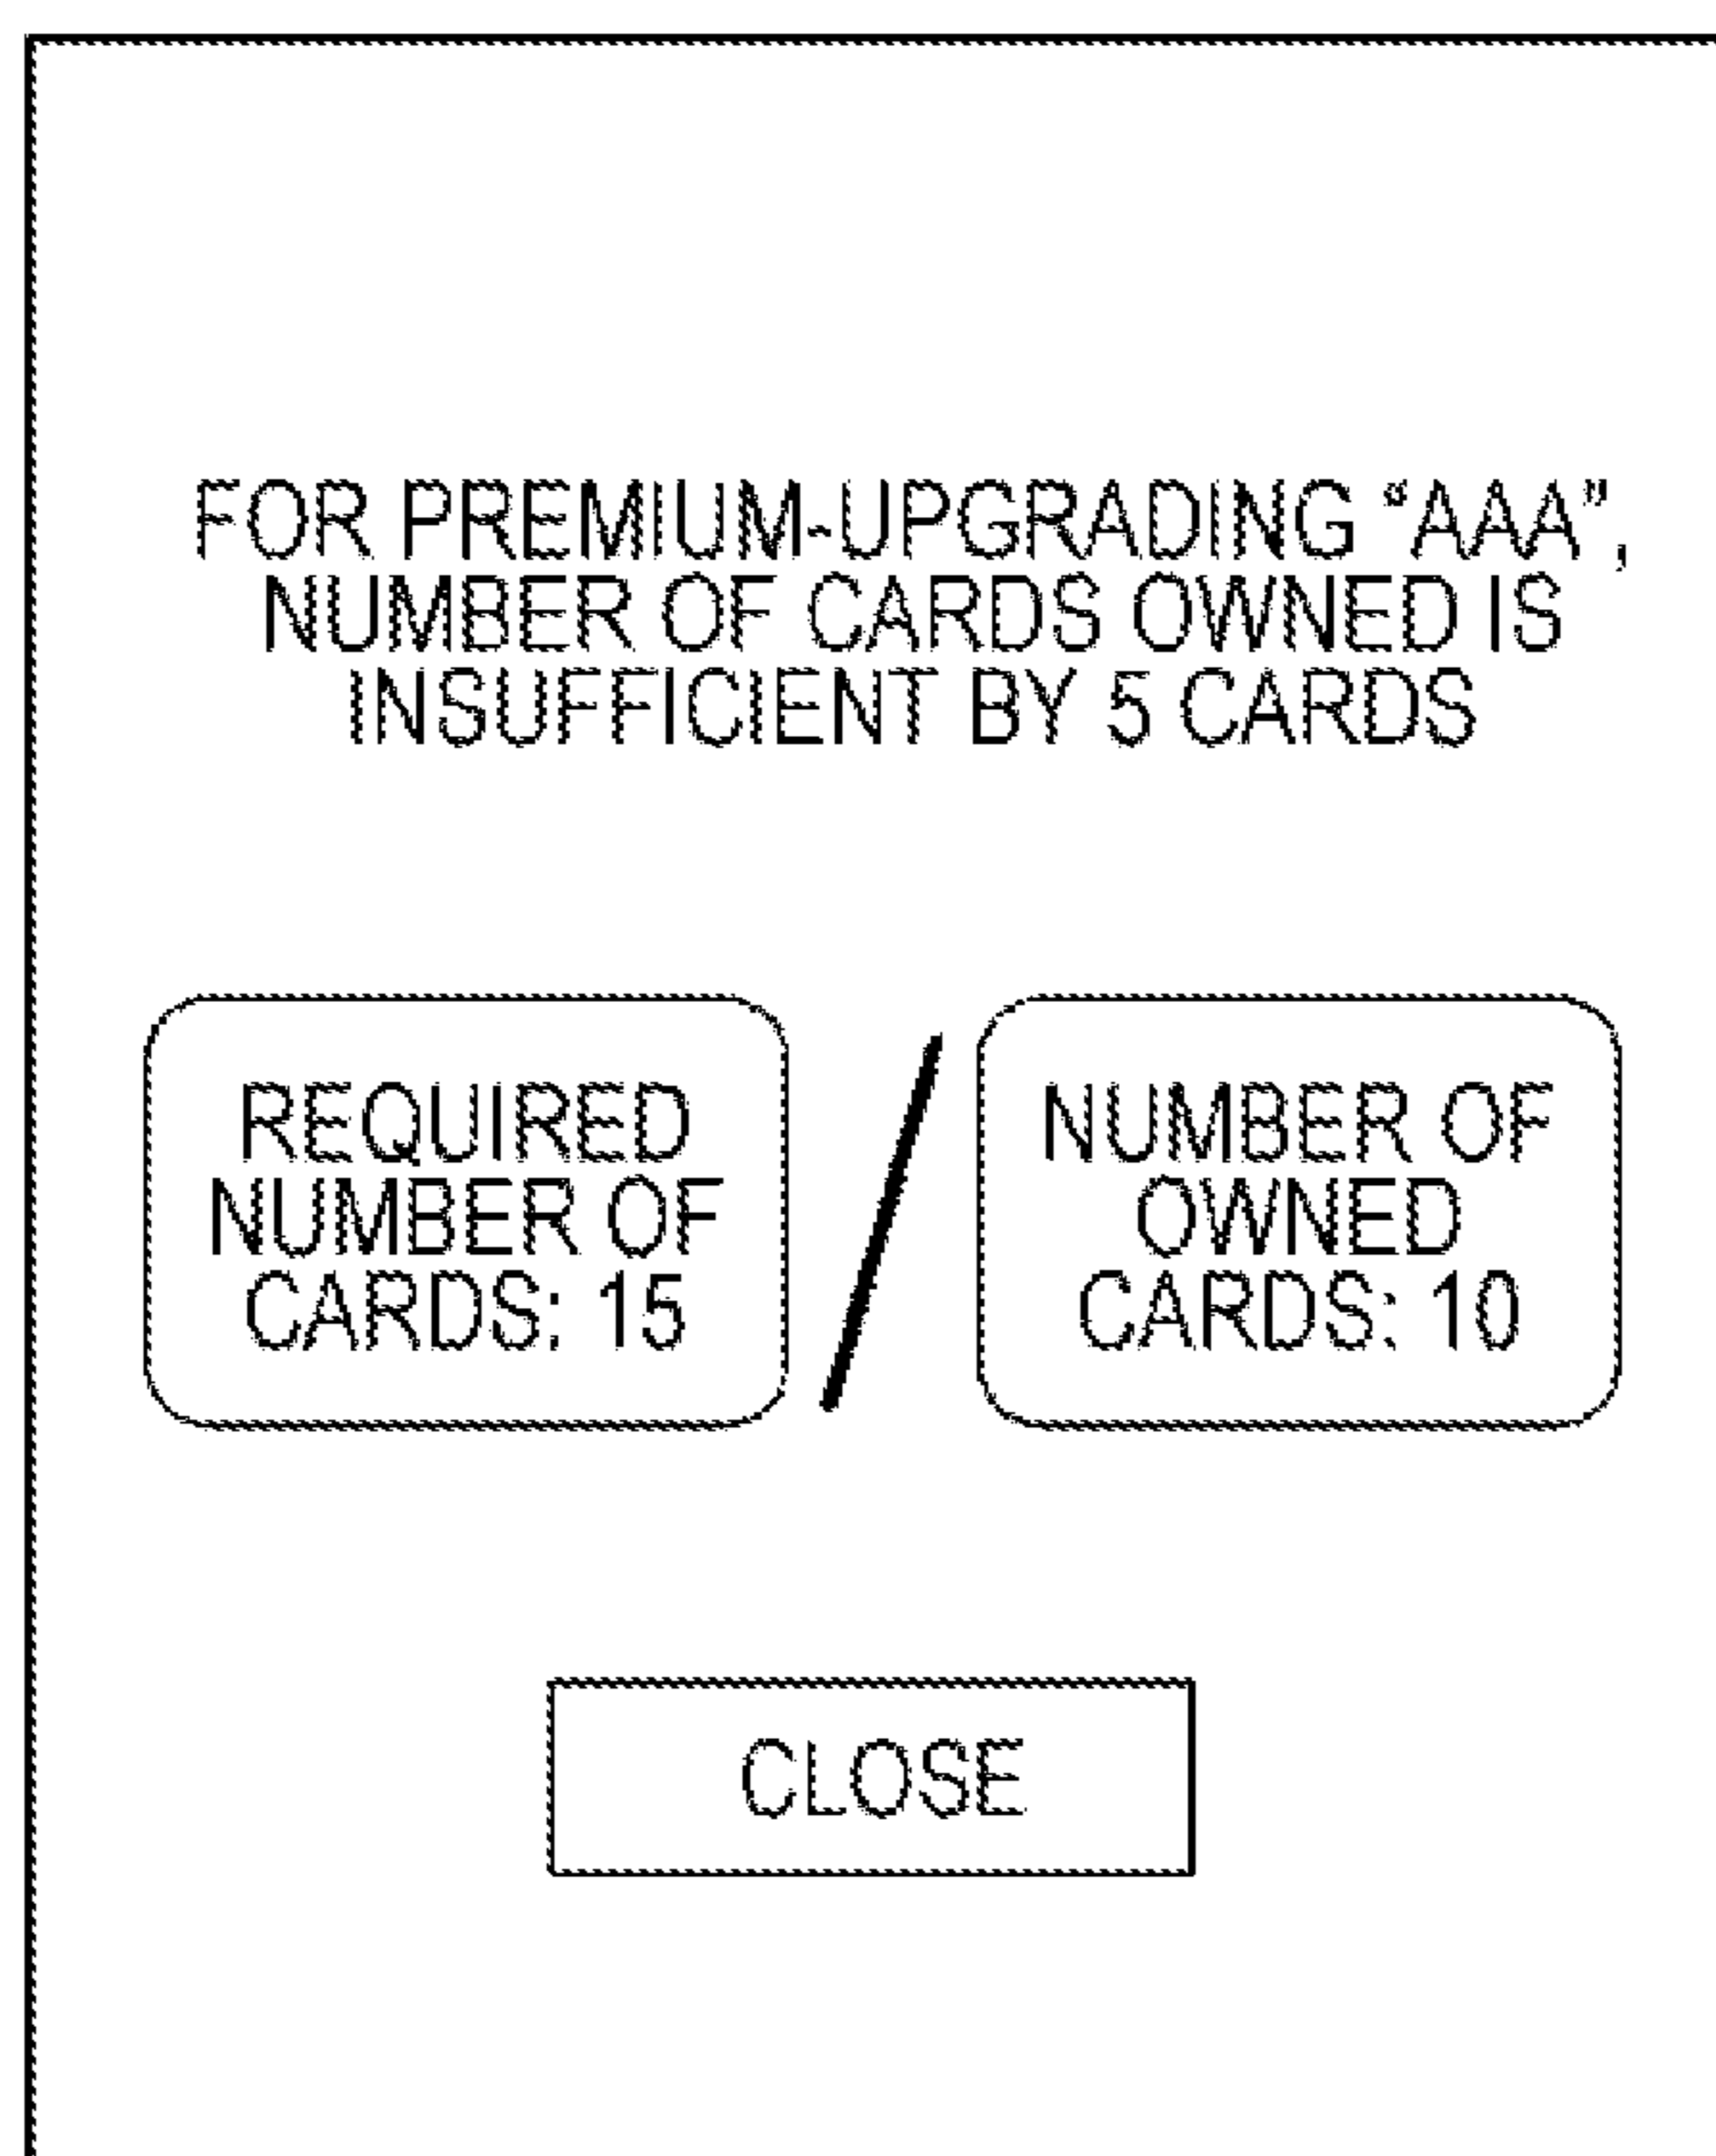 FOR PREMIUM-UPGRADING “AAA”,
NUMBER OF CARDS OWNED IS
INSUFFICIENT BY 5 CARDS
REQUIRED
NUMBER OF
CARDS: 15
/
NUMBER OF
OWNED
CARDS: 10
CLOSE